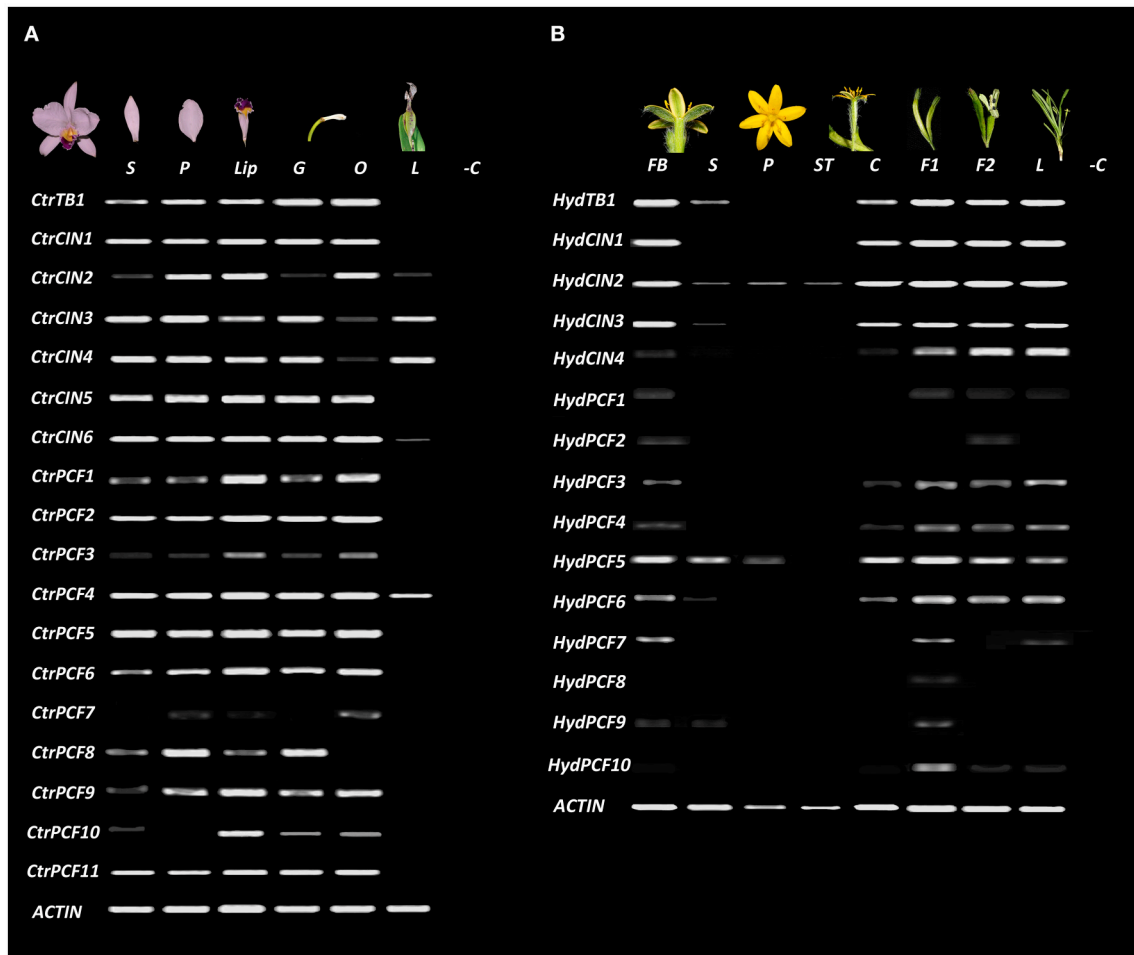 A
S P Lip G O L -C
CtrTB1
CtrCIN1
CtrCIN2
CtrCIN3
CtrCIN4
CtrCIN5
CtrCIN6
CtrPCF1
CtrPCF2
CtrPCF3
CtrPCF4
CtrPCF5
CtrPCF6
CtrPCF7
CtrPCF8
CtrPCF9
CtrPCF10
CtrPCF11
ACTIN
B
FB S P ST C F1 F2 L -C
HydTB1
HydCIN1
HydCIN2
HydCIN3
HydCIN4
HydPCF1
HydPCF2
HydPCF3
HydPCF4
HydPCF5
HydPCF6
HydPCF7
HydPCF8
HydPCF9
HydPCF10
ACTIN